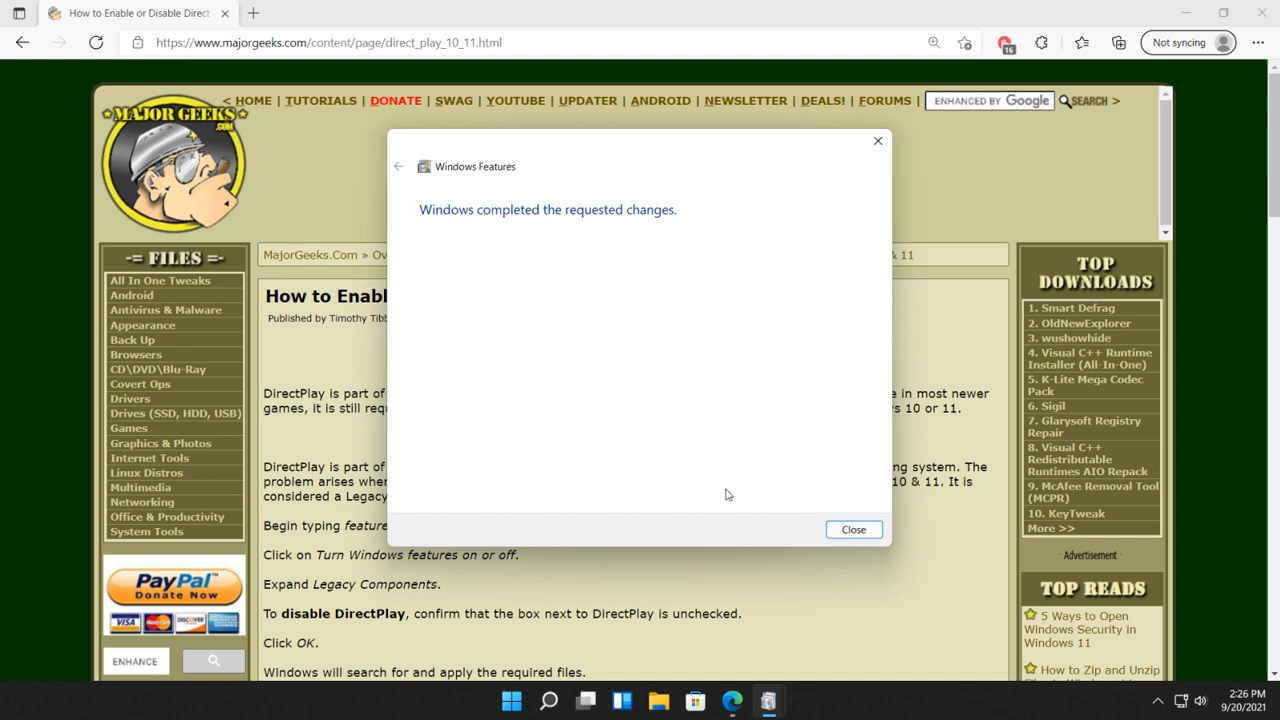 How to Enable or Disable Direct
https://www.majorgeeks.com/content/page/direct_play_10_11.html
16
Not syncing
MAJOR GEEKS
.COM
< HOME | TUTORIALS | DONATE | SWAG | YOUTUBE | UPDATER | ANDROID | NEWSLETTER | DEALS! | FORUMS | ENHANCED BY Google SEARCH >
Windows Features
Windows completed the requested changes.
Close
-= FILES =-
All In One Tweaks
Android
Antivirus & Malware
Appearance
Back Up
Browsers
CD\DVD\Blu-Ray
Covert Ops
Drivers
Drives (SSD, HDD, USB)
Games
Graphics & Photos
Internet Tools
Linux Distros
Multimedia
Networking
Office & Productivity
System Tools
PayPal
Donate Now
VISA MasterCard DISCOVER
ENHANCE
MajorGeeks.Com » Ov & 11
How to Enabl
Published by Timothy Tibb
DirectPlay is part of e in most newer
games, it is still requ s 10 or 11.
DirectPlay is part of ng system. The
problem arises when 10 & 11. It is
considered a Legacy
Begin typing feature
Click on Turn Windows features on or off.
Expand Legacy Components.
To disable DirectPlay, confirm that the box next to DirectPlay is unchecked.
Click OK.
Windows will search for and apply the required files.
TOP
DOWNLOADS
1. Smart Defrag
2. OldNewExplorer
3. wushowhide
4. Visual C++ Runtime
Installer (All-In-One)
5. K-Lite Mega Codec
Pack
6. Sigil
7. Glarysoft Registry
Repair
8. Visual C++
Redistributable
Runtimes AIO Repack
9. McAfee Removal Tool
(MCPR)
10. KeyTweak
More >>
Advertisement
TOP READS
5 Ways to Open
Windows Security in
Windows 11
How to Zip and Unzip
2:26 PM
9/20/2021